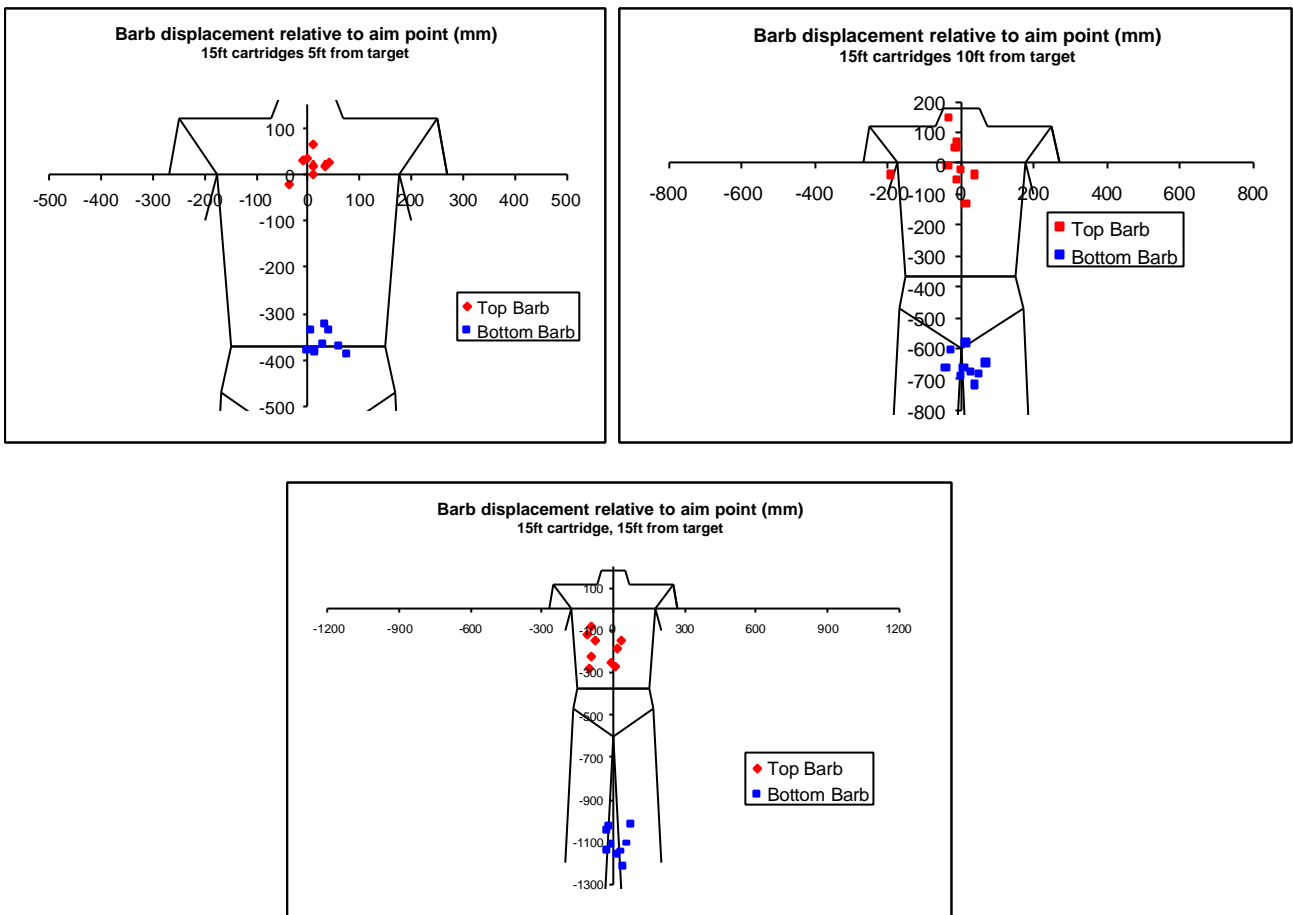 Barb displacement relative to aim point (mm)
15ft cartridges 5ft from target
100
-500 -400 -300 -200 -100 0 100 200 300 400 500
-100
-200
-300
-400
-500
Top Barb
Bottom Barb
Barb displacement relative to aim point (mm)
15ft cartridges 10ft from target
200
100
0
-800 -600 -400 -200 0 200 400 600 800
-100
-200
-300
-400
-500
-600
-700
-800
Top Barb
Bottom Barb
Barb displacement relative to aim point (mm)
15ft cartridge, 15ft from target
100
-1200 -900 -600 -300 0 300 600 900 1200
-100
-300
-500
-700
-900
-1100
-1300
Top Barb
Bottom Barb